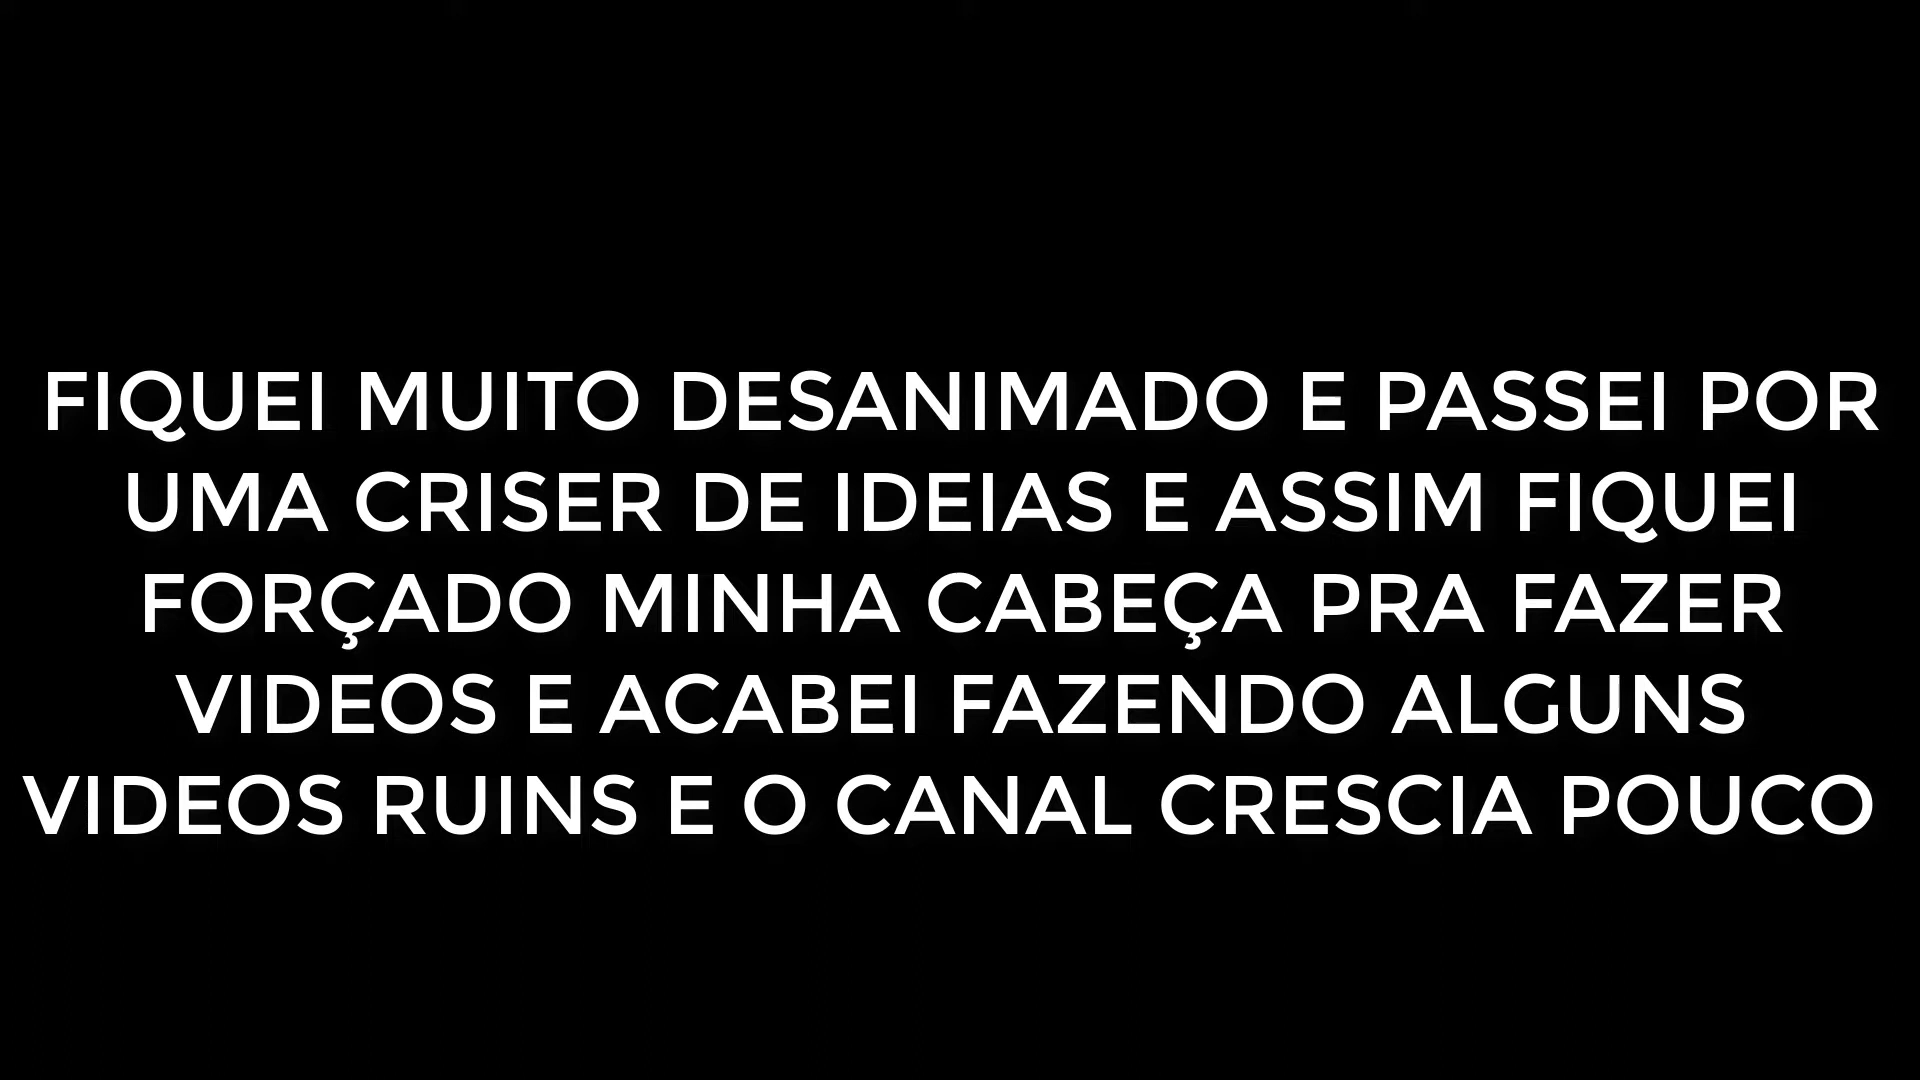 FIQUEI MUITO DESANIMADO E PASSEI POR
UMA CRISER DE IDEIAS E ASSIM FIQUEI
FORÇADO MINHA CABEÇA PRA FAZER
VIDEOS E ACABEI FAZENDO ALGUNS
VIDEOS RUINS E O CANAL CRESCIA POUCO